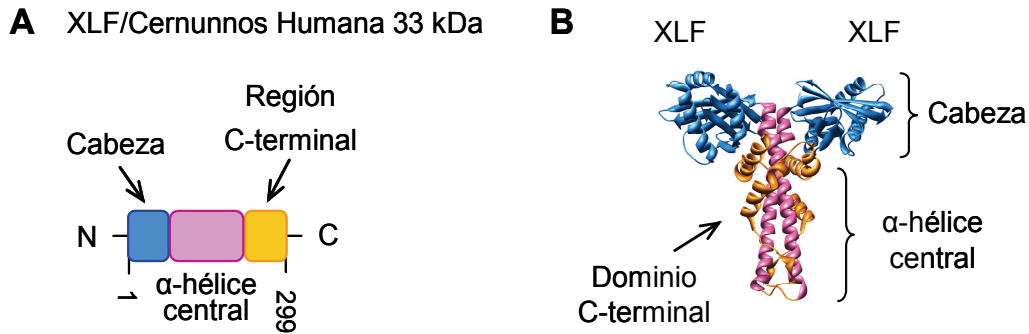 A XLF/Cernunnos Humana 33 kDa
Región
C-terminal
Cabeza
N
C
1
α-hélice
central
299
B
XLF
XLF
Cabeza
α-hélice
central
Dominio
C-terminal